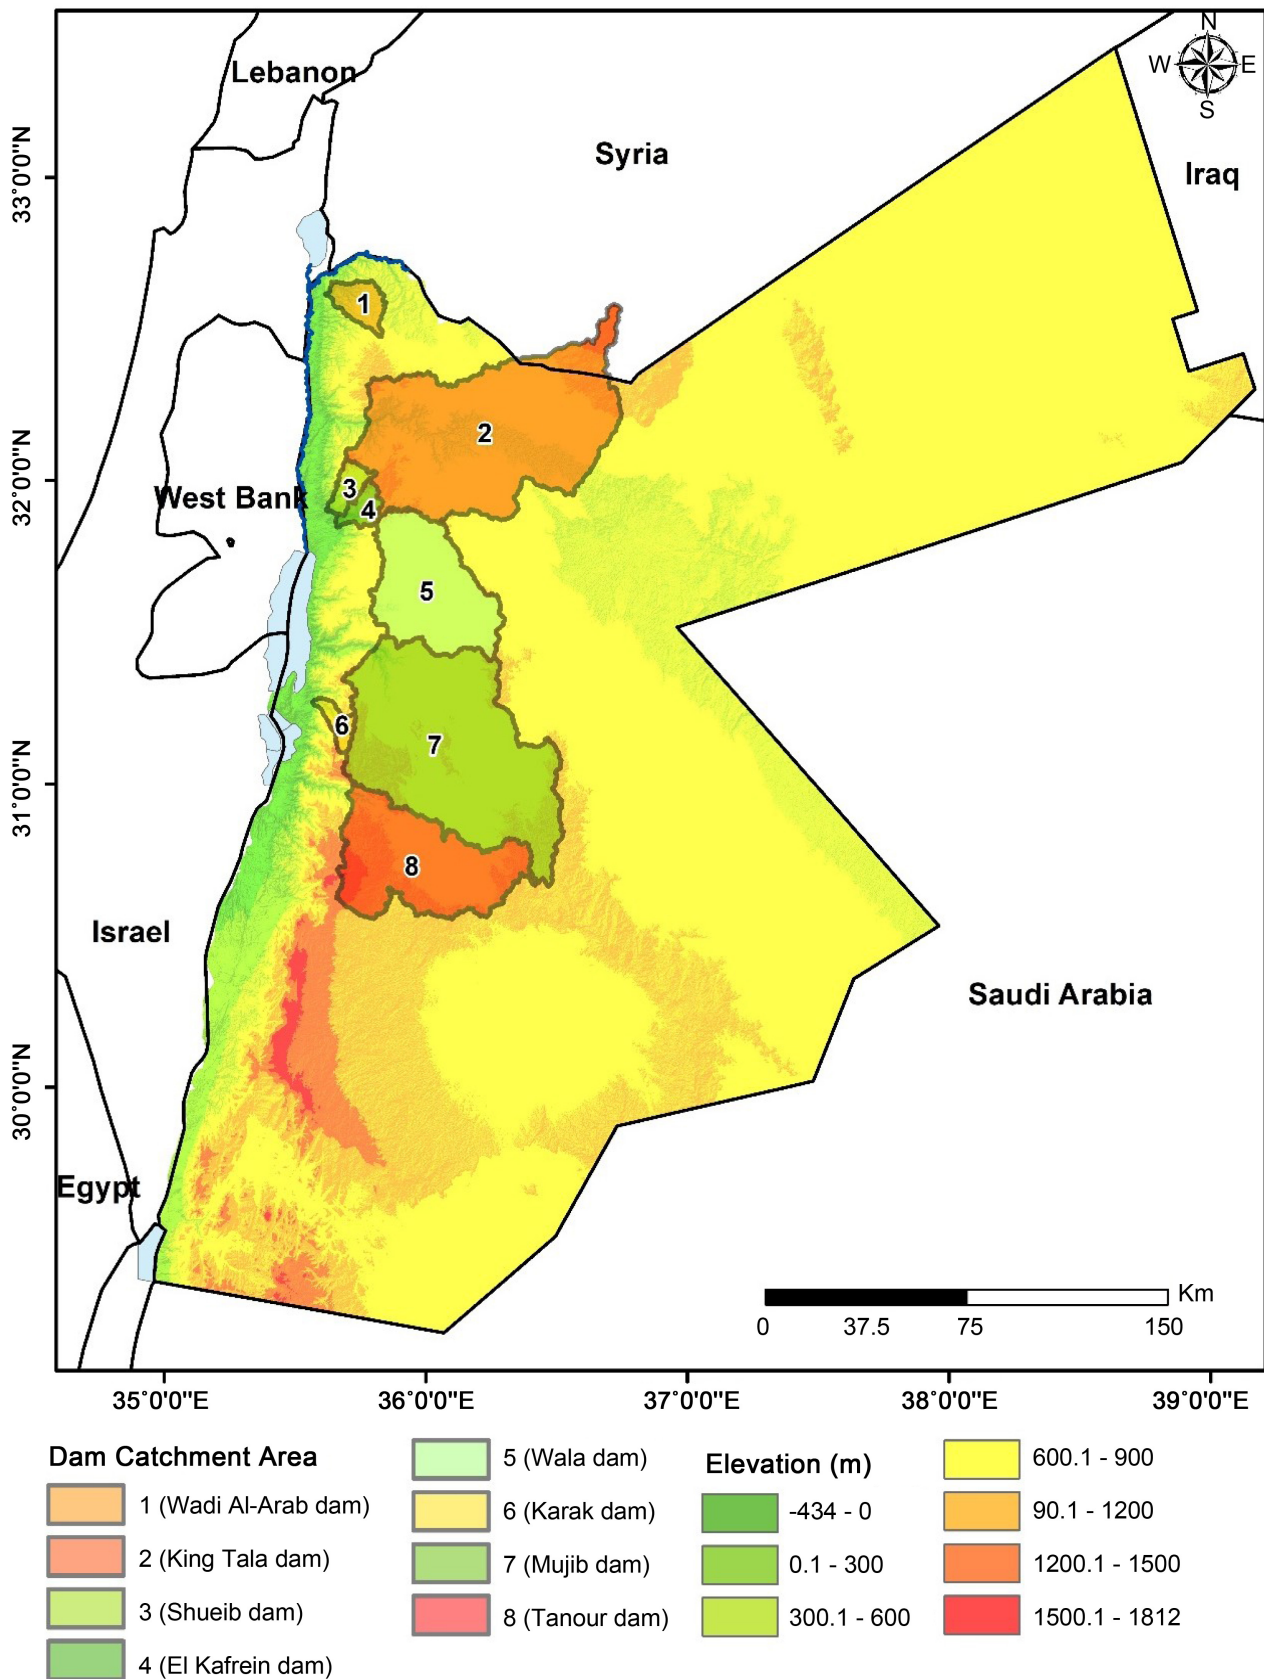 N
W E
S
Lebanon
Syria
Iraq
33°0'0"N
1
2
32°0'0"N
3
West Bank
4
5
6
7
31°0'0"N
8
Israel
Saudi Arabia
30°0'0"N
Egypt
Km
0 37.5 75 150
35°0'0"E 36°0'0"E 37°0'0"E 38°0'0"E 39°0'0"E
Dam Catchment Area
1 (Wadi Al-Arab dam)
2 (King Tala dam)
3 (Shueib dam)
4 (El Kafrein dam)
5 (Wala dam)
6 (Karak dam)
7 (Mujib dam)
8 (Tanour dam)
Elevation (m)
-434 - 0
0.1 - 300
300.1 - 600
600.1 - 900
90.1 - 1200
1200.1 - 1500
1500.1 - 1812